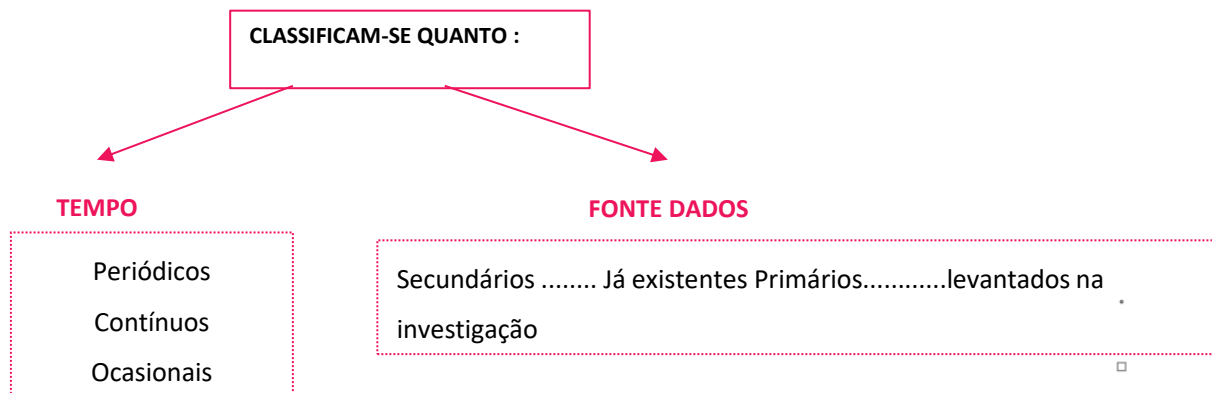 CLASSIFICAM-SE QUANTO :
TEMPO
Periódicos
Contínuos
Ocasionais
FONTE DADOS
Secundários ........ Já existentes Primários............levantados na
investigação